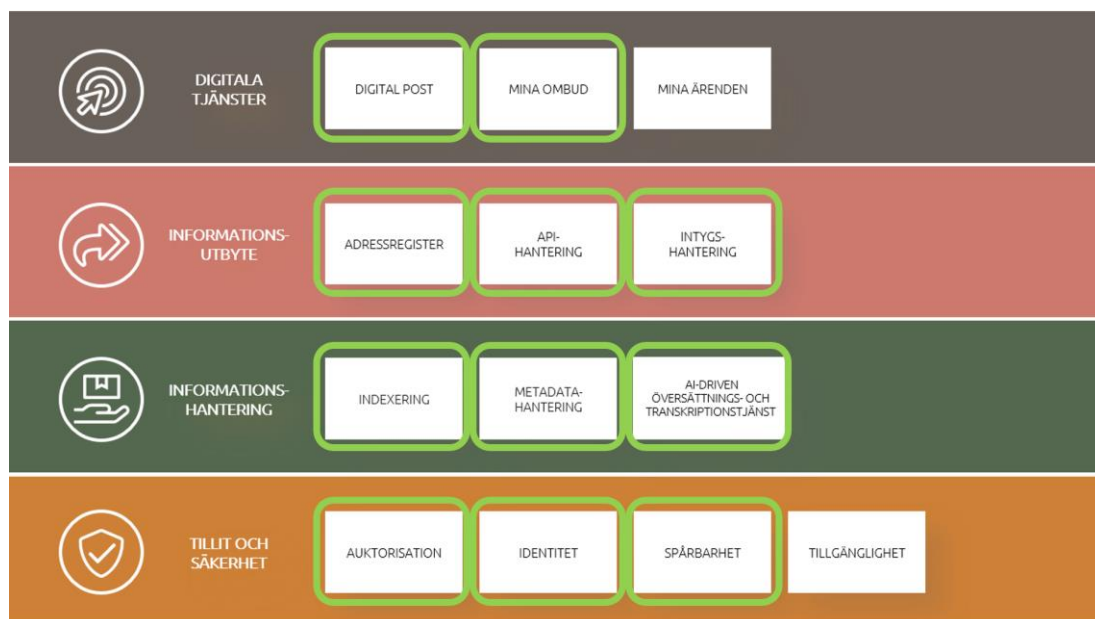 DIGITALA
TJÄNSTER
DIGITAL POST
MINA OMBUD
MINA ÄRENDEN
INFORMATIONS-
UTBYTE
ADRESSREGISTER
API-
HANTERING
INTYGS-
HANTERING
INFORMATIONS-
HANTERING
INDEXERING
METADATA-
HANTERING
AI-DRIVEN
ÖVERSÄTTNINGS- OCH
TRANSKRIPTIONSTJÄNST
TILLIT OCH
SÄKERHET
AUKTORISATION
IDENTITET
SPÅRBARHET
TILLGÄNGLIGHET